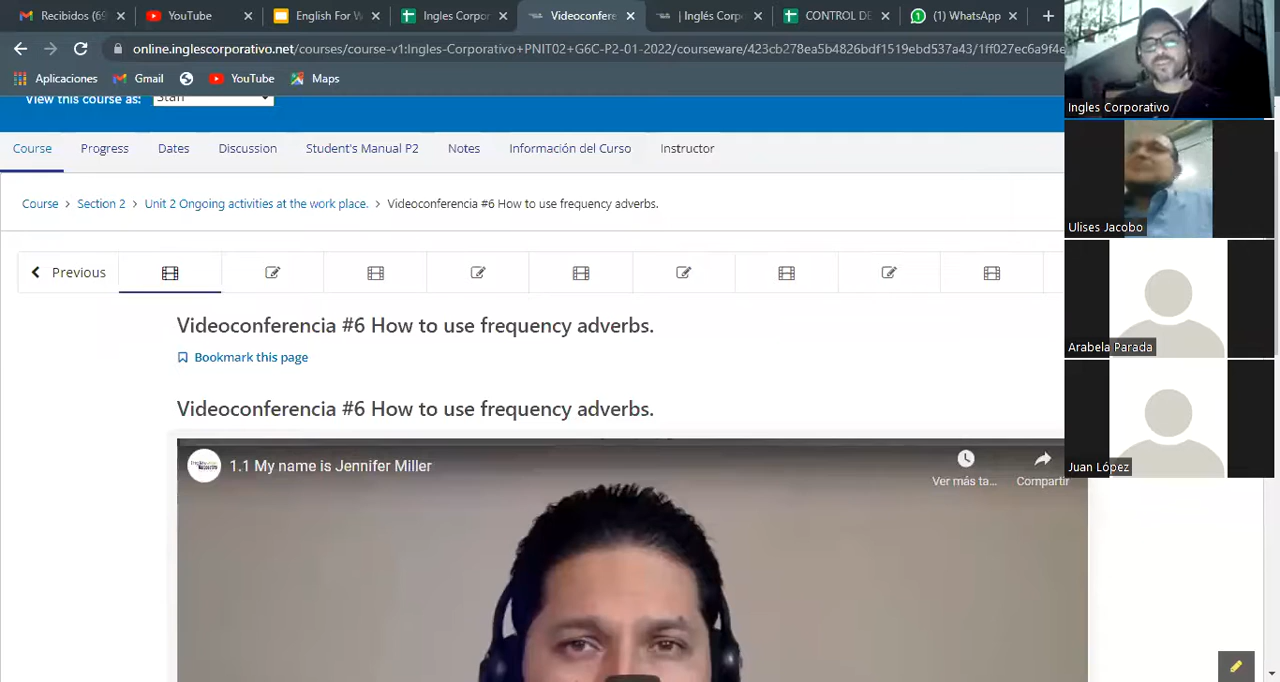 Recibidos (69
YouTube
English For W
Ingles Corpor
Videoconfere
| Inglés Corp
CONTROL DE
(1) WhatsApp
online.inglescorporativo.net/courses/course-v1:Ingles-Corporativo+PNIT02+G6C-P2-01-2022/courseware/423cb278ea5b4826bdf1519ebd537a43/1ff027ec6a9f4e
Aplicaciones
Gmail
YouTube
Maps
View this course as:
Staff
Course
Progress
Dates
Discussion
Student's Manual P2
Notes
Información del Curso
Instructor
Course > Section 2 > Unit 2 Ongoing activities at the work place. > Videoconferencia #6 How to use frequency adverbs.
Previous
Videoconferencia #6 How to use frequency adverbs.
Bookmark this page
Videoconferencia #6 How to use frequency adverbs.
1.1 My name is Jennifer Miller
Ver más ta...
Compartir
Ingles Corporativo
Ulises Jacobo
Arabela Parada
Juan López